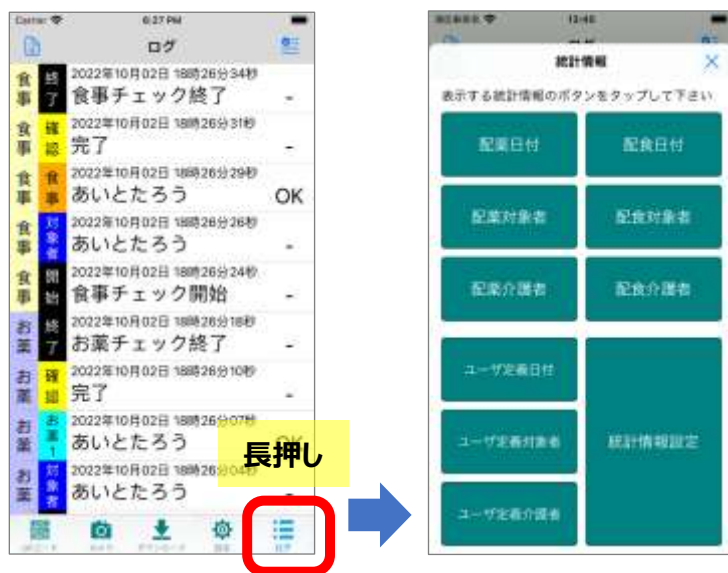 Carrier 6:27 PM
ログ
食事 終了 2022年10月02日 18時26分34秒
食事チェック終了 -
食事 確認 2022年10月02日 18時26分31秒
完了 -
食事 食事 2022年10月02日 18時26分29秒
あいとたろう OK
食事 対象者 2022年10月02日 18時26分26秒
あいとたろう -
食事 開始 2022年10月02日 18時26分24秒
食事チェック開始 -
お薬 終了 2022年10月02日 18時26分18秒
お薬チェック終了 -
お薬 確認 2022年10月02日 18時26分10秒
完了 -
お薬 お薬1 2022年10月02日 18時26分07秒
あいとたろう OK
お薬 対象者 2022年10月02日 18時26分04秒
あいとたろう -
長押し
統計情報
表示する統計情報のボタンをタップして下さい
配薬日付 配食日付
配薬対象者 配食対象者
配薬介護者 配食介護者
ユーザ定義日付
ユーザ定義対象者 統計情報設定
ユーザ定義介護者